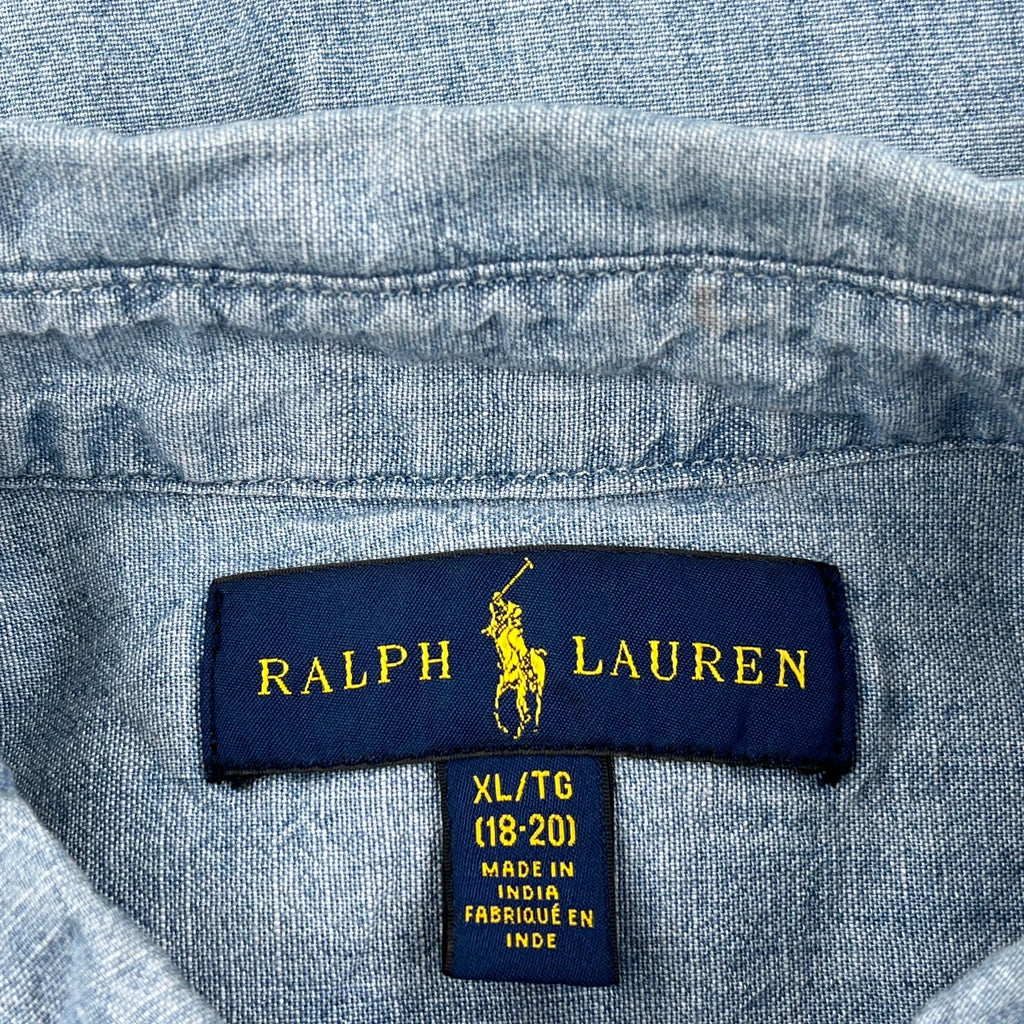 RALPH LAUREN
XL/TG
(18-20)
MADE IN
INDIA
FABRIQUÉ EN
INDE